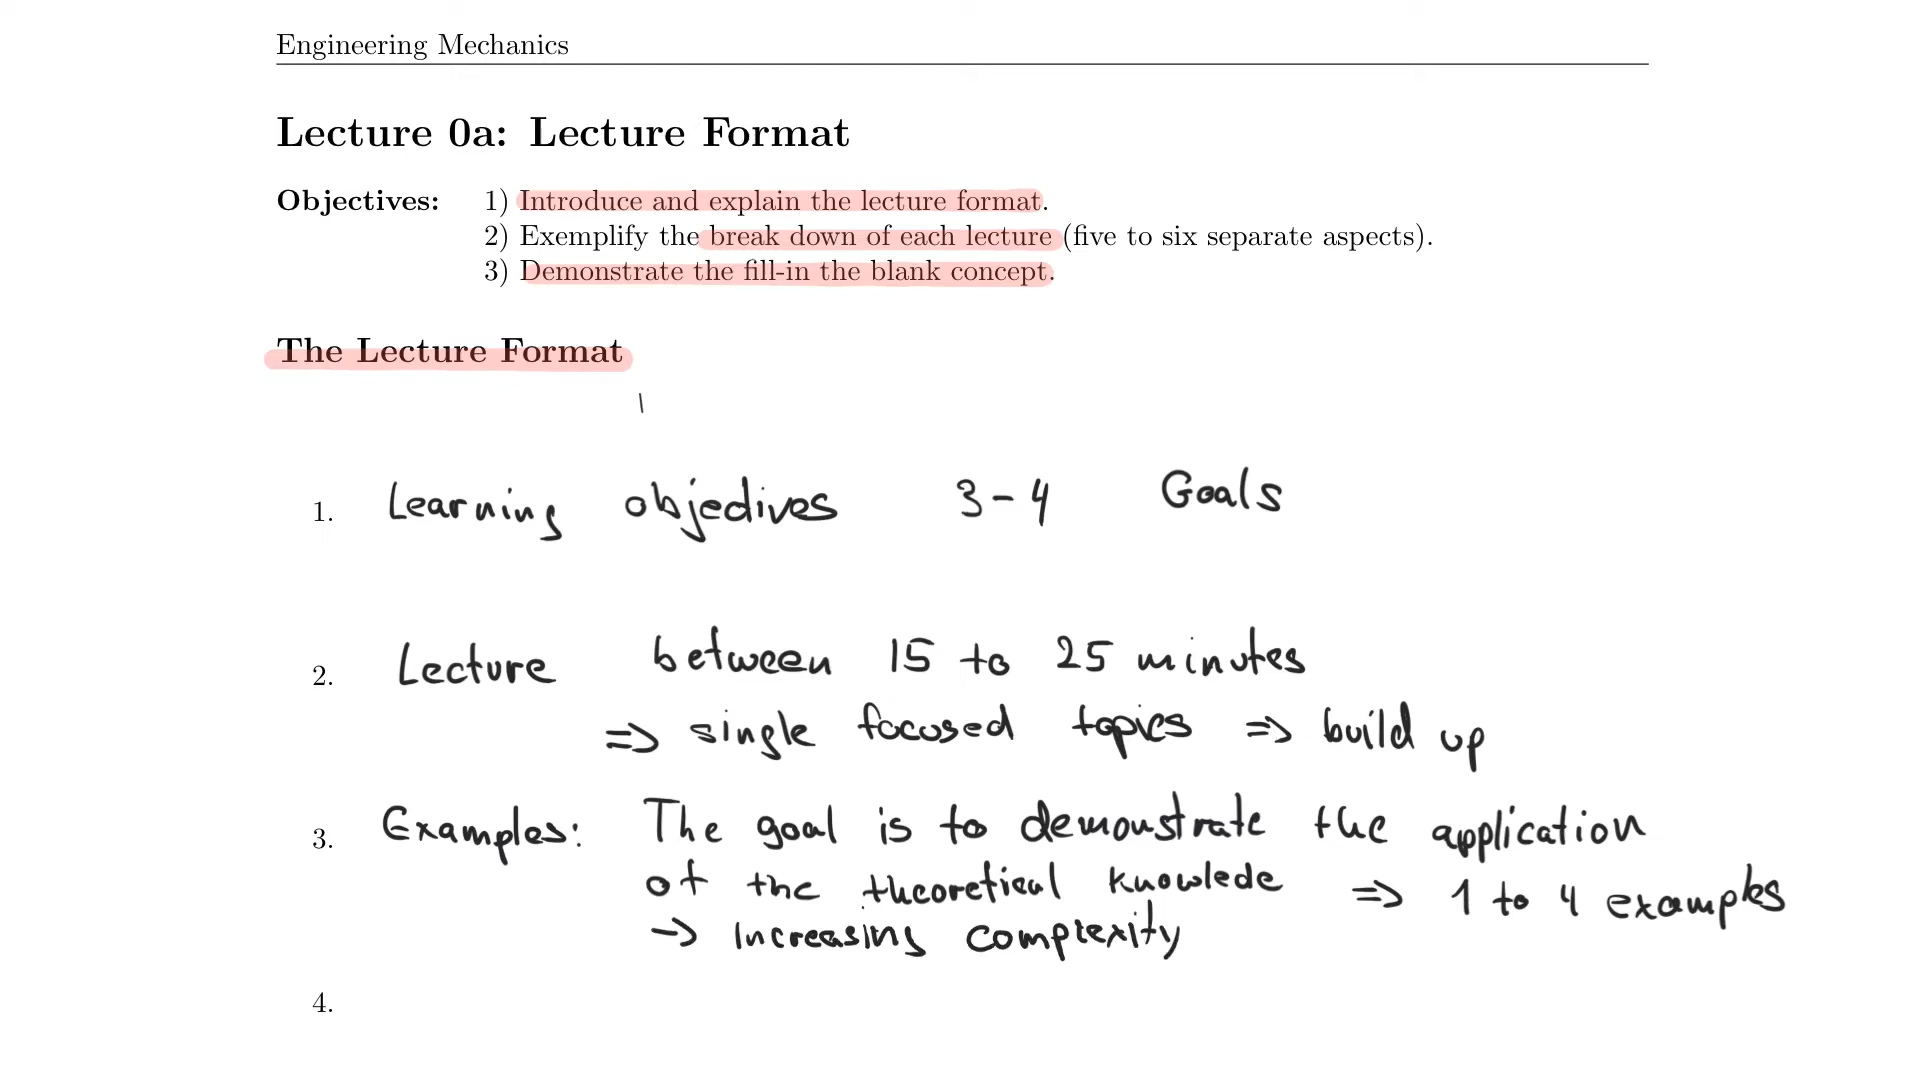 Engineering Mechanics
Lecture 0a: Lecture Format
Objectives: 1) Introduce and explain the lecture format.
2) Exemplify the break down of each lecture (five to six separate aspects).
3) Demonstrate the fill-in the blank concept.
The Lecture Format
1. Learning objectives 3-4 Goals
2. Lecture between 15 to 25 minutes
⇒ single focused topics ⇒ build up
3. Examples: The goal is to demonstrate the application
of the theoretical knowlede ⇒ 1 to 4 examples
→ increasing complexity
4.